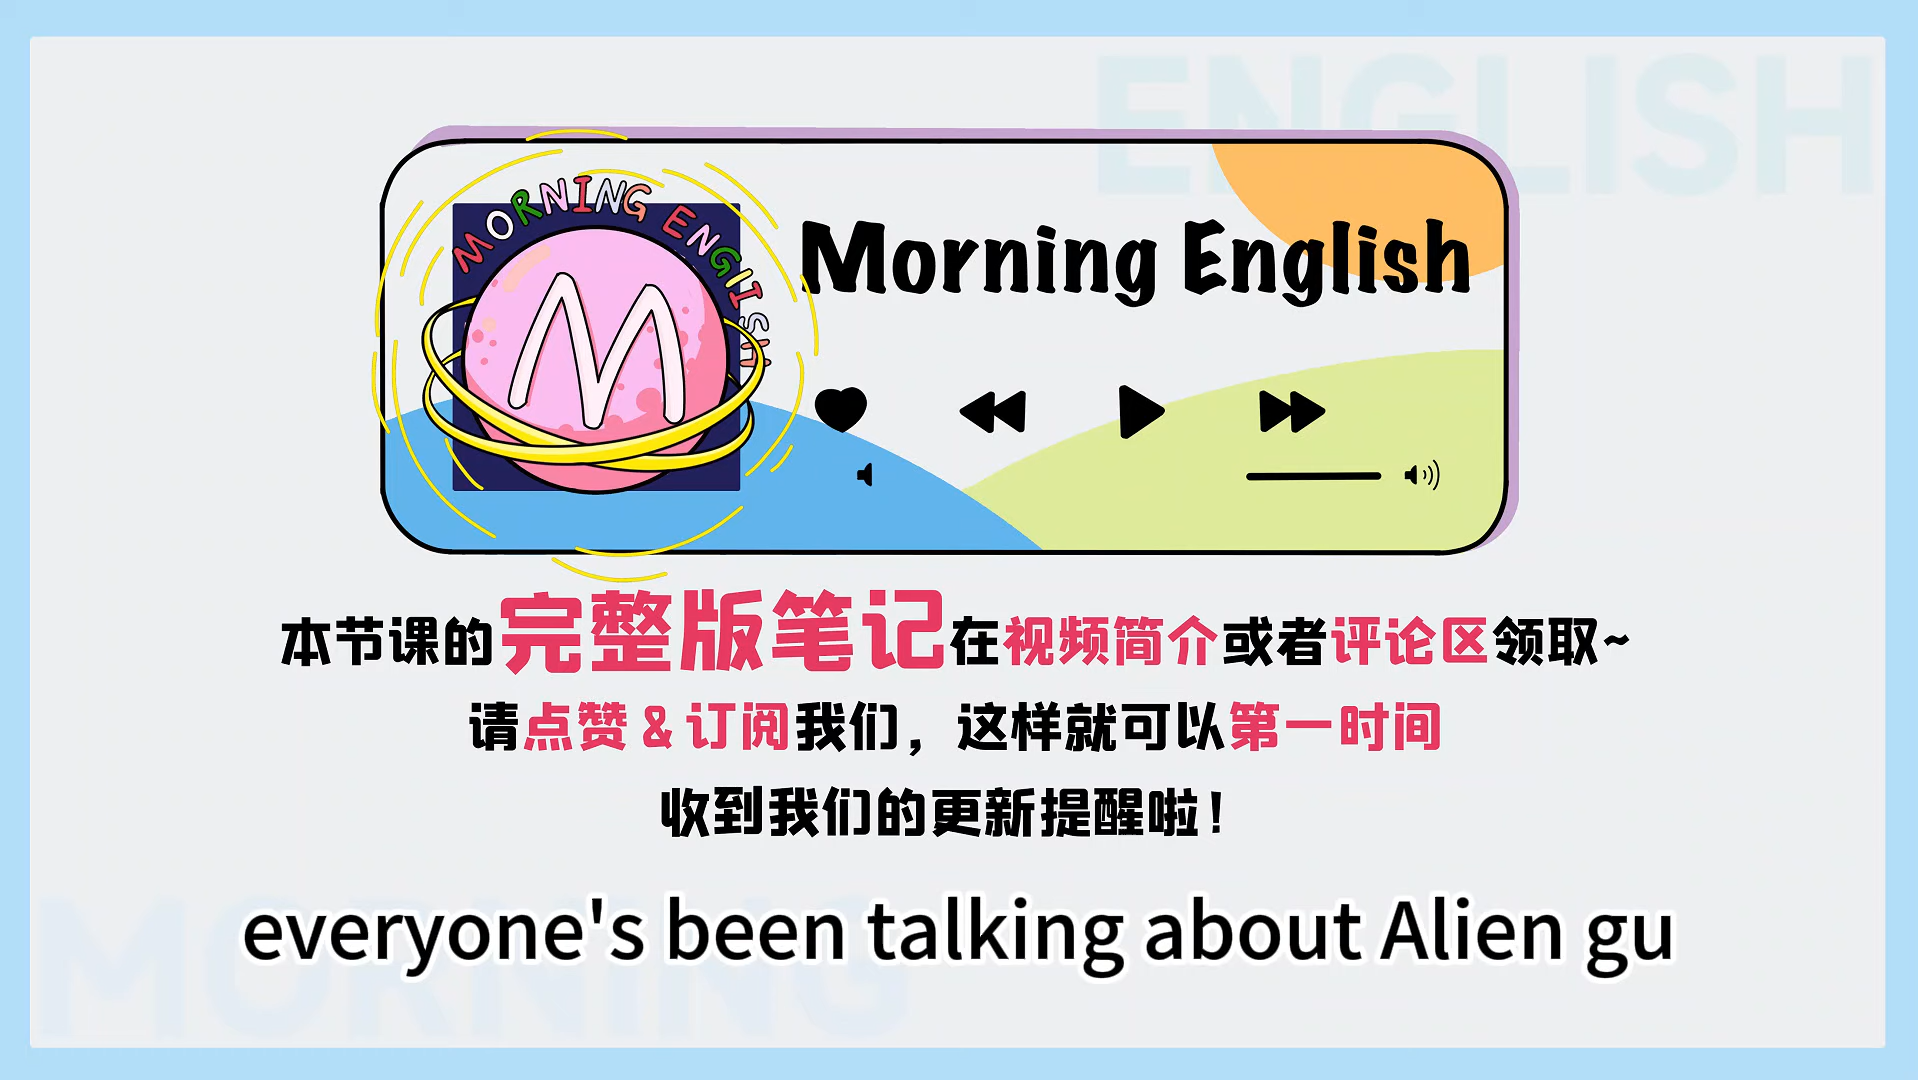 ENGLISH
MORNING ENGLISH
M
Morning English
本节课的完整版笔记在视频简介或者评论区领取~
请点赞&订阅我们，这样就可以第一时间
收到我们的更新提醒啦！
everyone's been talking about Alien gu
MORNING